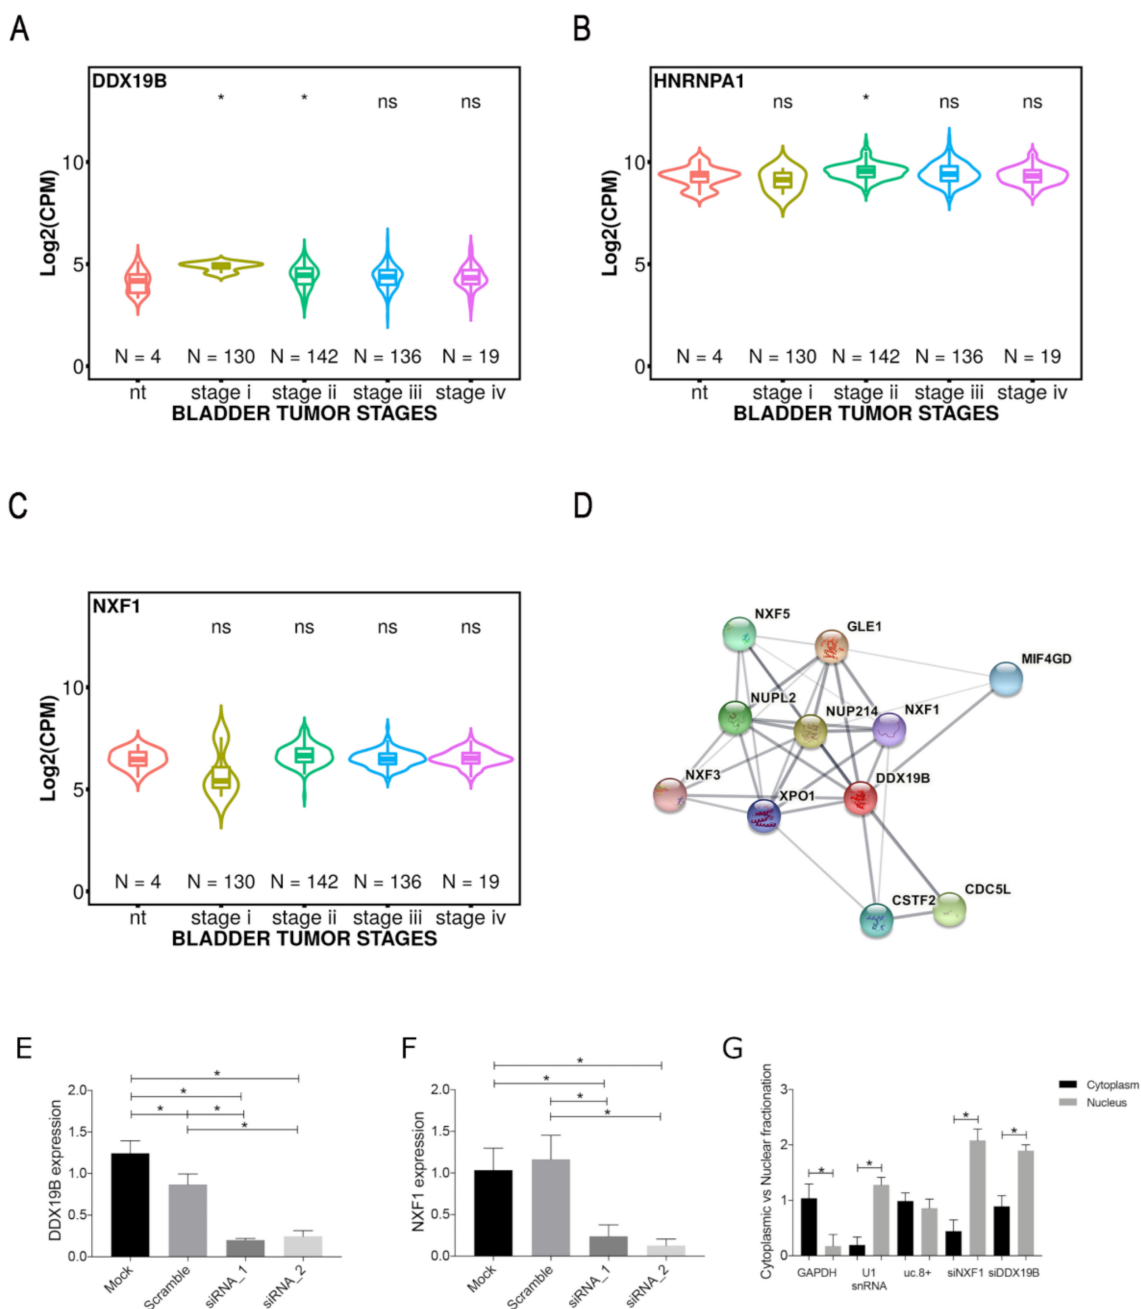 A
DDX19B
* * ns ns
Log2(CPM)
10
5
0
N = 4 N = 130 N = 142 N = 136 N = 19
nt stage i stage ii stage iii stage iv
BLADDER TUMOR STAGES
B
HNRNPA1
ns * ns ns
Log2(CPM)
10
5
0
N = 4 N = 130 N = 142 N = 136 N = 19
nt stage i stage ii stage iii stage iv
BLADDER TUMOR STAGES
C
NXF1
ns ns ns ns
Log2(CPM)
10
5
0
N = 4 N = 130 N = 142 N = 136 N = 19
nt stage i stage ii stage iii stage iv
BLADDER TUMOR STAGES
D
NXF5
GLE1
MIF4GD
NUPL2
NUP214
NXF1
NXF3
XPO1
DDX19B
CSTF2
CDC5L
E
*
*
* *
*
DDX19B expression
2.0
1.5
1.0
0.5
0.0
Mock Scramble siRNA_1 siRNA_2
F
*
*
*
*
NXF1 expression
2.0
1.5
1.0
0.5
0.0
Mock Scramble siRNA_1 siRNA_2
G
Cytoplasmic vs Nuclear fractionation
3
2
1
0
* * * *
GAPDH U1 snRNA uc.8+ siNXF1 siDDX19B
Cytoplasm
Nucleus